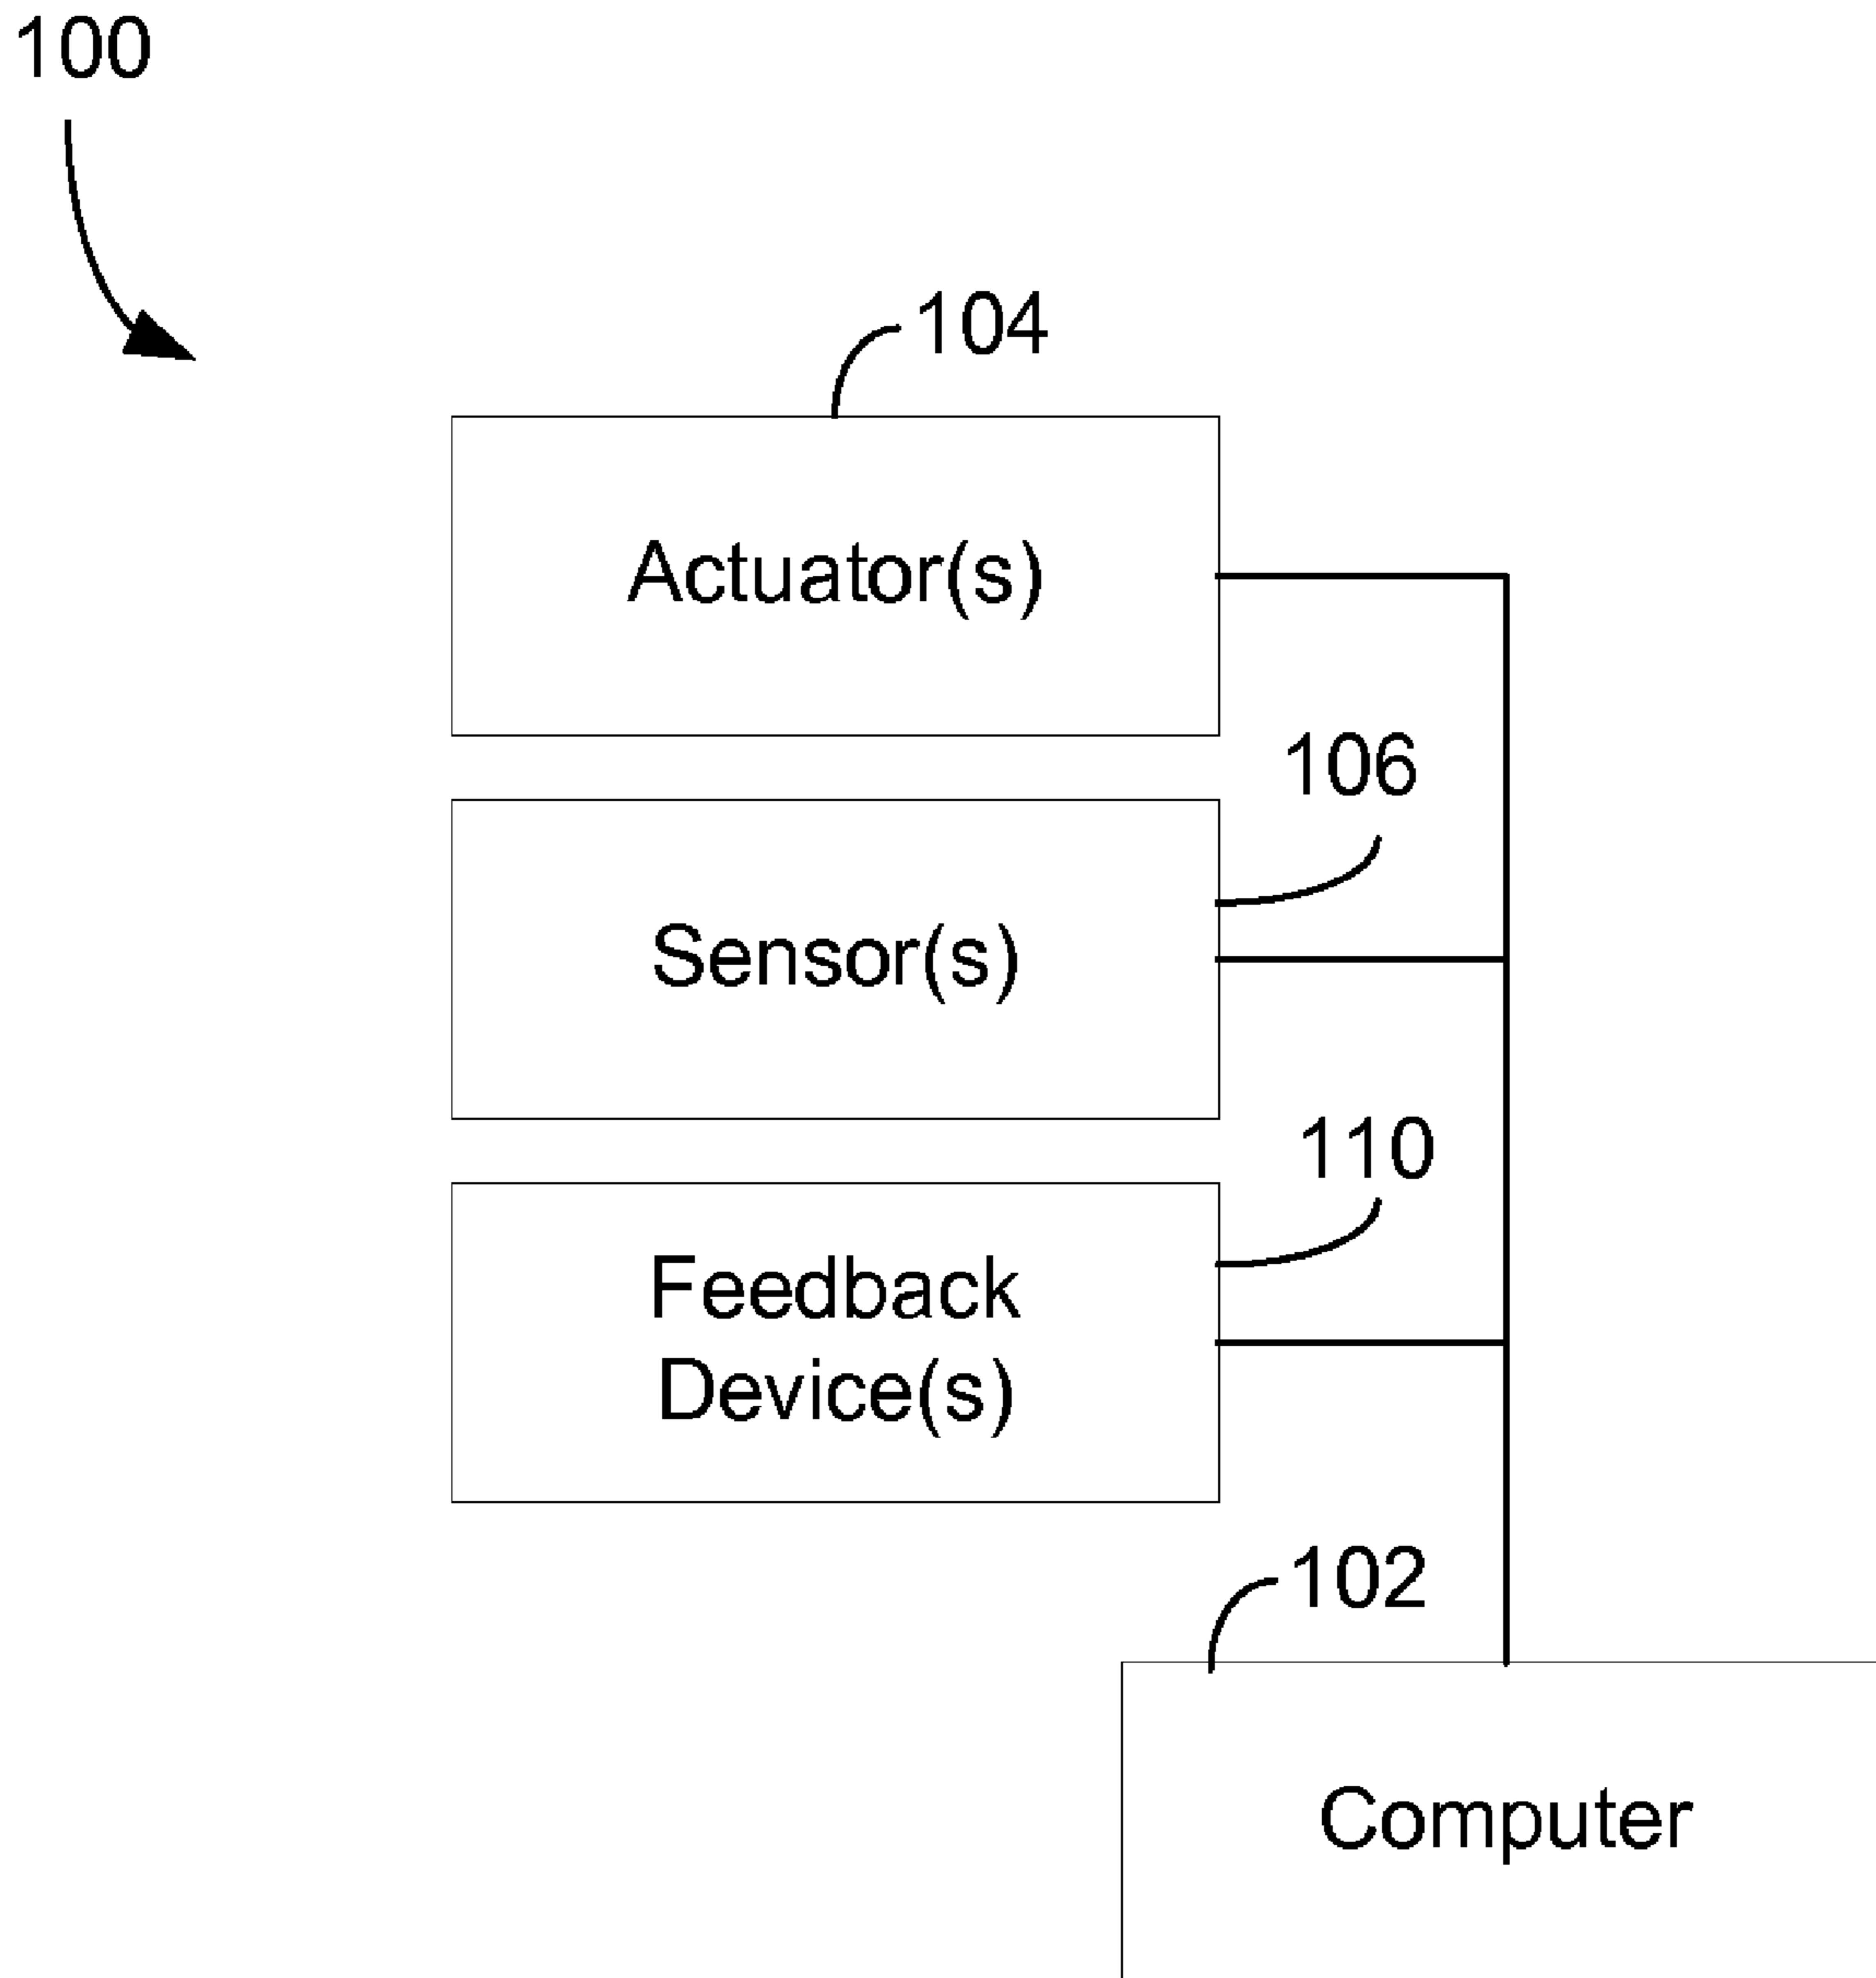 100
104
Actuator(s)
106
Sensor(s)
110
Feedback
Device(s)
102
Computer